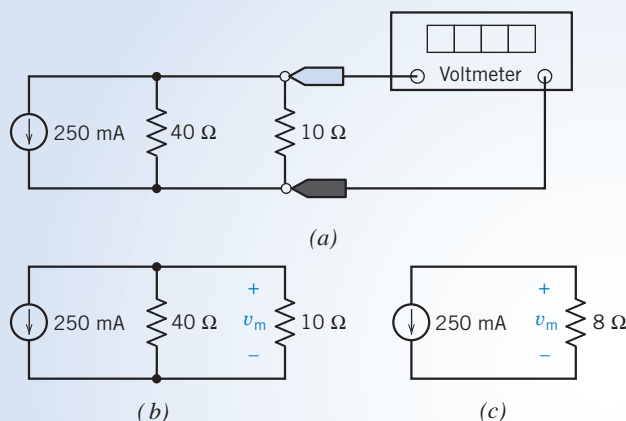 Voltmeter
250 mA 40 Ω 10 Ω
(a)
250 mA 40 Ω + vm − 10 Ω
250 mA + vm − 8 Ω
(b)
(c)